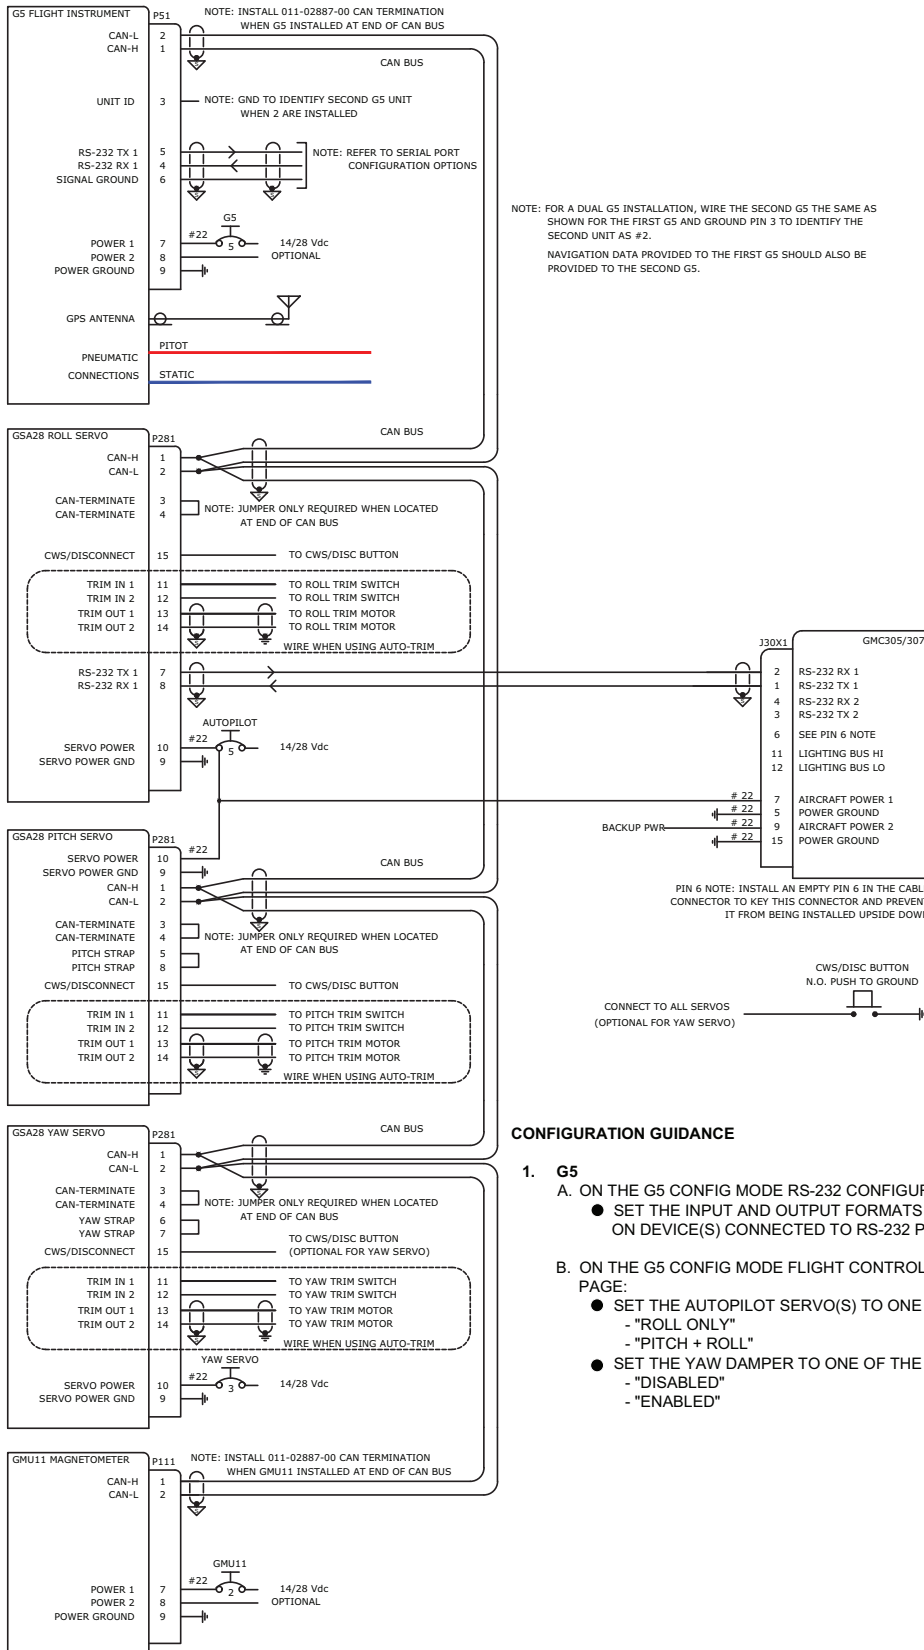 G5 FLIGHT INSTRUMENT
P51
NOTE: INSTALL 011-02887-00 CAN TERMINATION
WHEN G5 INSTALLED AT END OF CAN BUS
CAN-L 2
CAN-H 1
CAN BUS
UNIT ID 3
NOTE: GND TO IDENTIFY SECOND G5 UNIT
WHEN 2 ARE INSTALLED
RS-232 TX 1 5
RS-232 RX 1 4
SIGNAL GROUND 6
NOTE: REFER TO SERIAL PORT
CONFIGURATION OPTIONS
NOTE: FOR A DUAL G5 INSTALLATION, WIRE THE SECOND G5 THE SAME AS
SHOWN FOR THE FIRST G5 AND GROUND PIN 3 TO IDENTIFY THE
SECOND UNIT AS #2.
NAVIGATION DATA PROVIDED TO THE FIRST G5 SHOULD ALSO BE
PROVIDED TO THE SECOND G5.
G5
POWER 1 7 #22 5 14/28 Vdc
POWER 2 8 OPTIONAL
POWER GROUND 9
GPS ANTENNA
PNEUMATIC
CONNECTIONS
PITOT
STATIC
GSA28 ROLL SERVO
P281
CAN BUS
CAN-H 1
CAN-L 2
CAN-TERMINATE 3
CAN-TERMINATE 4
NOTE: JUMPER ONLY REQUIRED WHEN LOCATED
AT END OF CAN BUS
CWS/DISCONNECT 15 TO CWS/DISC BUTTON
TRIM IN 1 11 TO ROLL TRIM SWITCH
TRIM IN 2 12 TO ROLL TRIM SWITCH
TRIM OUT 1 13 TO ROLL TRIM MOTOR
TRIM OUT 2 14 TO ROLL TRIM MOTOR
WIRE WHEN USING AUTO-TRIM
RS-232 TX 1 7
RS-232 RX 1 8
AUTOPILOT
SERVO POWER 10 #22 5 14/28 Vdc
SERVO POWER GND 9
J30X1
GMC305/307
2 RS-232 RX 1
1 RS-232 TX 1
4 RS-232 RX 2
3 RS-232 TX 2
6 SEE PIN 6 NOTE
11 LIGHTING BUS HI
12 LIGHTING BUS LO
# 22 7 AIRCRAFT POWER 1
# 22 5 POWER GROUND
BACKUP PWR # 22 9 AIRCRAFT POWER 2
# 22 15 POWER GROUND
PIN 6 NOTE: INSTALL AN EMPTY PIN 6 IN THE CABL
CONNECTOR TO KEY THIS CONNECTOR AND PREVEN
IT FROM BEING INSTALLED UPSIDE DOW
GSA28 PITCH SERVO
P281
SERVO POWER 10 #22
SERVO POWER GND 9
CAN BUS
CAN-H 1
CAN-L 2
CAN-TERMINATE 3
CAN-TERMINATE 4
NOTE: JUMPER ONLY REQUIRED WHEN LOCATED
AT END OF CAN BUS
PITCH STRAP 5
PITCH STRAP 8
CWS/DISCONNECT 15 TO CWS/DISC BUTTON
TRIM IN 1 11 TO PITCH TRIM SWITCH
TRIM IN 2 12 TO PITCH TRIM SWITCH
TRIM OUT 1 13 TO PITCH TRIM MOTOR
TRIM OUT 2 14 TO PITCH TRIM MOTOR
WIRE WHEN USING AUTO-TRIM
CWS/DISC BUTTON
N.O. PUSH TO GROUND
CONNECT TO ALL SERVOS
(OPTIONAL FOR YAW SERVO)
GSA28 YAW SERVO
P281
CAN BUS
CAN-H 1
CAN-L 2
CAN-TERMINATE 3
CAN-TERMINATE 4
NOTE: JUMPER ONLY REQUIRED WHEN LOCATED
AT END OF CAN BUS
YAW STRAP 6
YAW STRAP 7
CWS/DISCONNECT 15
TO CWS/DISC BUTTON
(OPTIONAL FOR YAW SERVO)
TRIM IN 1 11 TO YAW TRIM SWITCH
TRIM IN 2 12 TO YAW TRIM SWITCH
TRIM OUT 1 13 TO YAW TRIM MOTOR
TRIM OUT 2 14 TO YAW TRIM MOTOR
WIRE WHEN USING AUTO-TRIM
YAW SERVO
SERVO POWER 10 #22 3 14/28 Vdc
SERVO POWER GND 9
CONFIGURATION GUIDANCE
1. G5
A. ON THE G5 CONFIG MODE RS-232 CONFIGU
● SET THE INPUT AND OUTPUT FORMATS
ON DEVICE(S) CONNECTED TO RS-232 P
B. ON THE G5 CONFIG MODE FLIGHT CONTROL
PAGE:
● SET THE AUTOPILOT SERVO(S) TO ONE
- "ROLL ONLY"
- "PITCH + ROLL"
● SET THE YAW DAMPER TO ONE OF THE
- "DISABLED"
- "ENABLED"
GMU11 MAGNETOMETER
P111
NOTE: INSTALL 011-02887-00 CAN TERMINATION
WHEN GMU11 INSTALLED AT END OF CAN BUS
CAN-H 1
CAN-L 2
GMU11
POWER 1 7 #22 2 14/28 Vdc
POWER 2 8 OPTIONAL
POWER GROUND 9